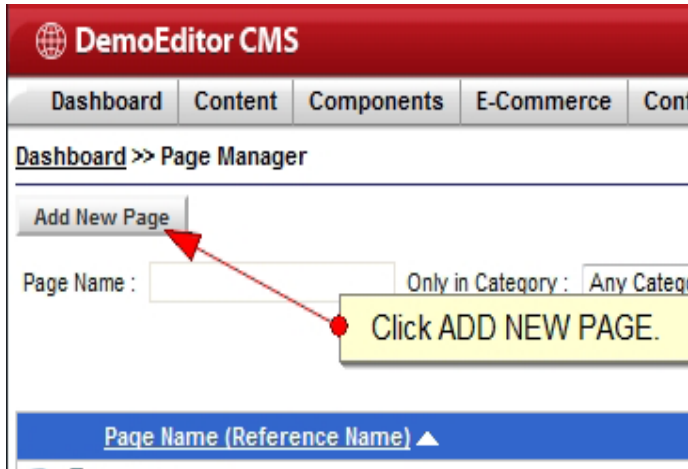 DemoEditor CMS
Dashboard Content Components E-Commerce
Dashboard >> Page Manager
Add New Page
Page Name : Only in Category : Any
Click ADD NEW PAGE.
Page Name (Reference Name)